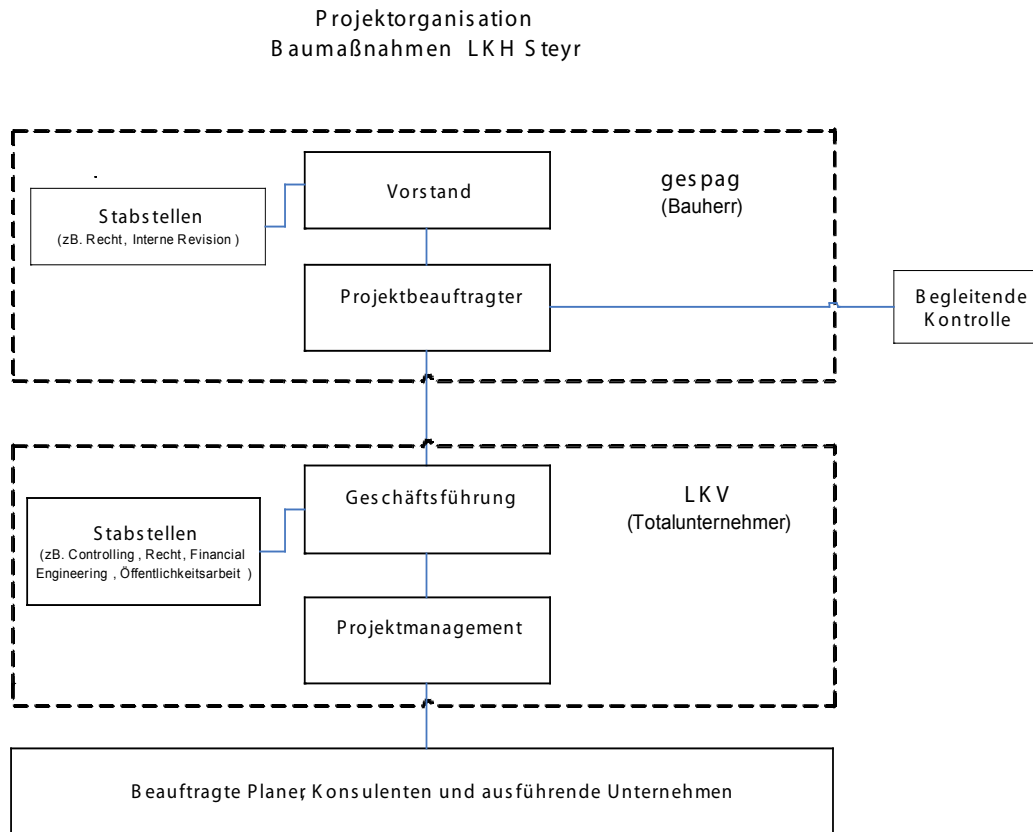 Projektorganisation
Baumaßnahmen LKH Steyr
Vorstand
gespag
(Bauherr)
Stabstellen
(zB. Recht, Interne Revision )
Projektbeauftragter
Begleitende
Kontrolle
Geschäftsführung
LKV
(Totalunternehmer)
Stabstellen
(zB. Controlling , Recht, Financial
Engineering , Öffentlichkeitsarbeit )
Projektmanagement
Beauftragte Planer, Konsulenten und ausführende Unternehmen